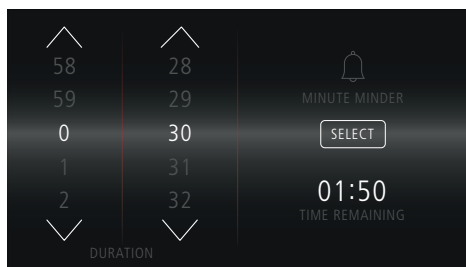 58 28
59 29
MINUTE MINDER
0 30
SELECT
1 31
2 32
01:50
TIME REMAINING
DURATION